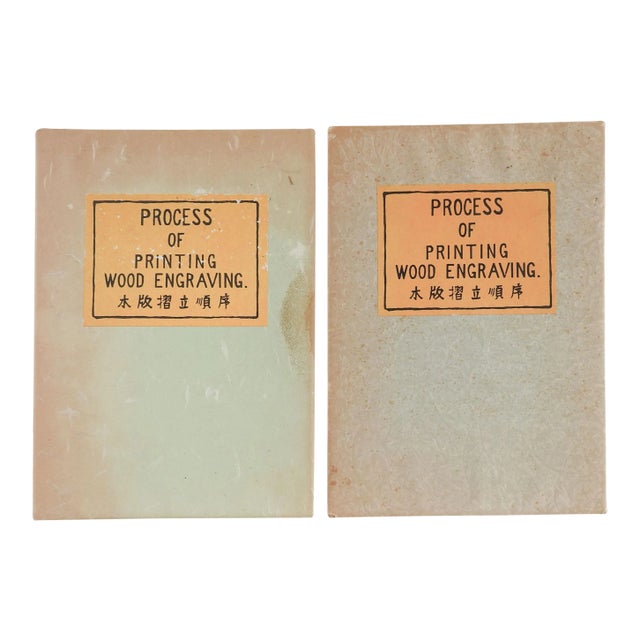 PROCESS
OF
PRINTING
WOOD ENGRAVING.
木版摺立順序
PROCESS
OF
PRINTING
WOOD ENGRAVING.
木版摺立順序